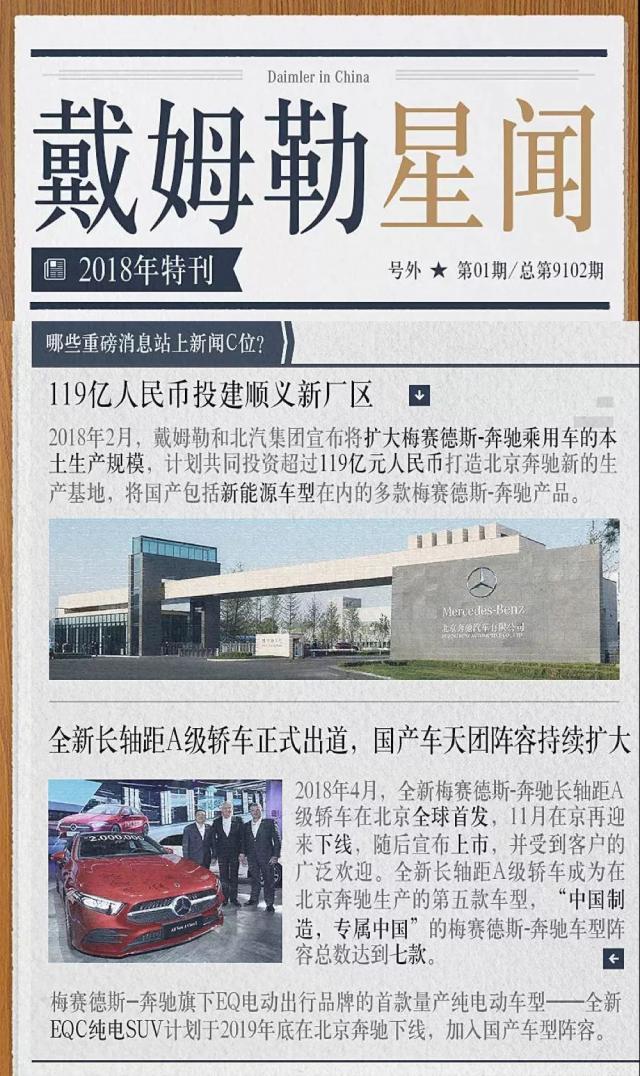 Daimler in China
戴姆勒星闻
2018年特刊
号外 ★ 第01期/总第9102期
哪些重磅消息站上新闻C位?
119亿人民币投建顺义新厂区
2018年2月，戴姆勒和北汽集团宣布将扩大梅赛德斯-奔驰乘用车的本
土生产规模，计划共同投资超过119亿元人民币打造北京奔驰新的生
产基地，将国产包括新能源车型在内的多款梅赛德斯-奔驰产品。
Mercedes-Benz
北京奔驰汽车有限公司
全新长轴距A级轿车正式出道，国产车天团阵容持续扩大
2,000,000
2018年4月，全新梅赛德斯-奔驰长轴距A
级轿车在北京全球首发，11月在京再迎
来下线，随后宣布上市，并受到客户的
广泛欢迎。全新长轴距A级轿车成为在
北京奔驰生产的第五款车型，“中国制
造，专属中国”的梅赛德斯-奔驰车型阵
容总数达到七款。
梅赛德斯-奔驰旗下EQ电动出行品牌的首款量产纯电动车型——全新
EQC纯电SUV计划于2019年底在北京奔驰下线，加入国产车型阵容。